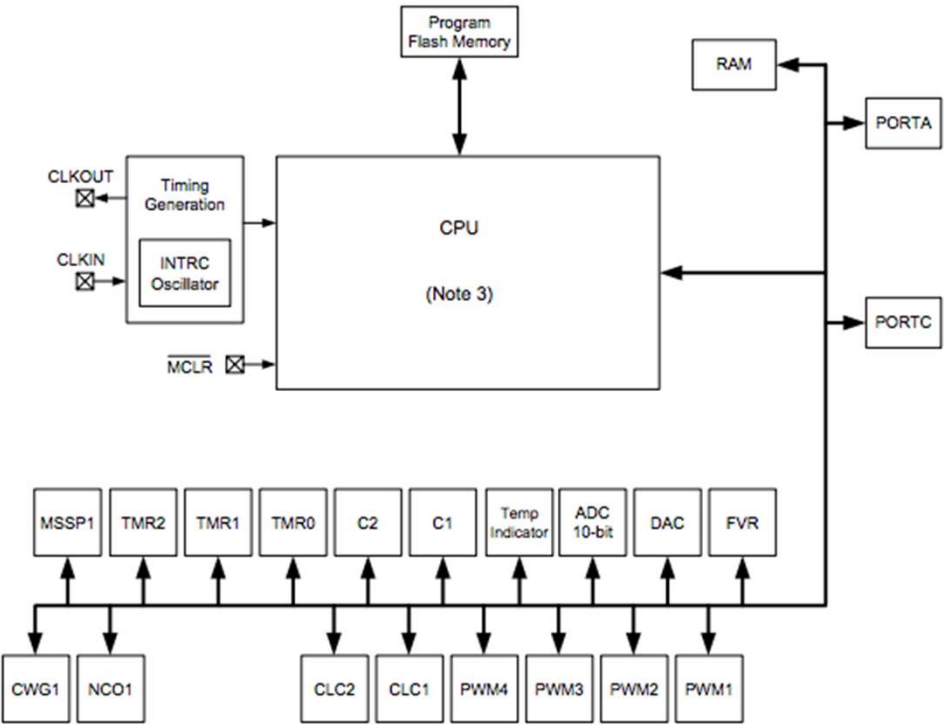 Program
Flash Memory
RAM
PORTA
CLKOUT
Timing
Generation
CPU
CLKIN
INTRC
Oscillator
(Note 3)
PORTC
MCLR
MSSP1
TMR2
TMR1
TMR0
C2
C1
Temp
Indicator
ADC
10-bit
DAC
FVR
CWG1
NCO1
CLC2
CLC1
PWM4
PWM3
PWM2
PWM1